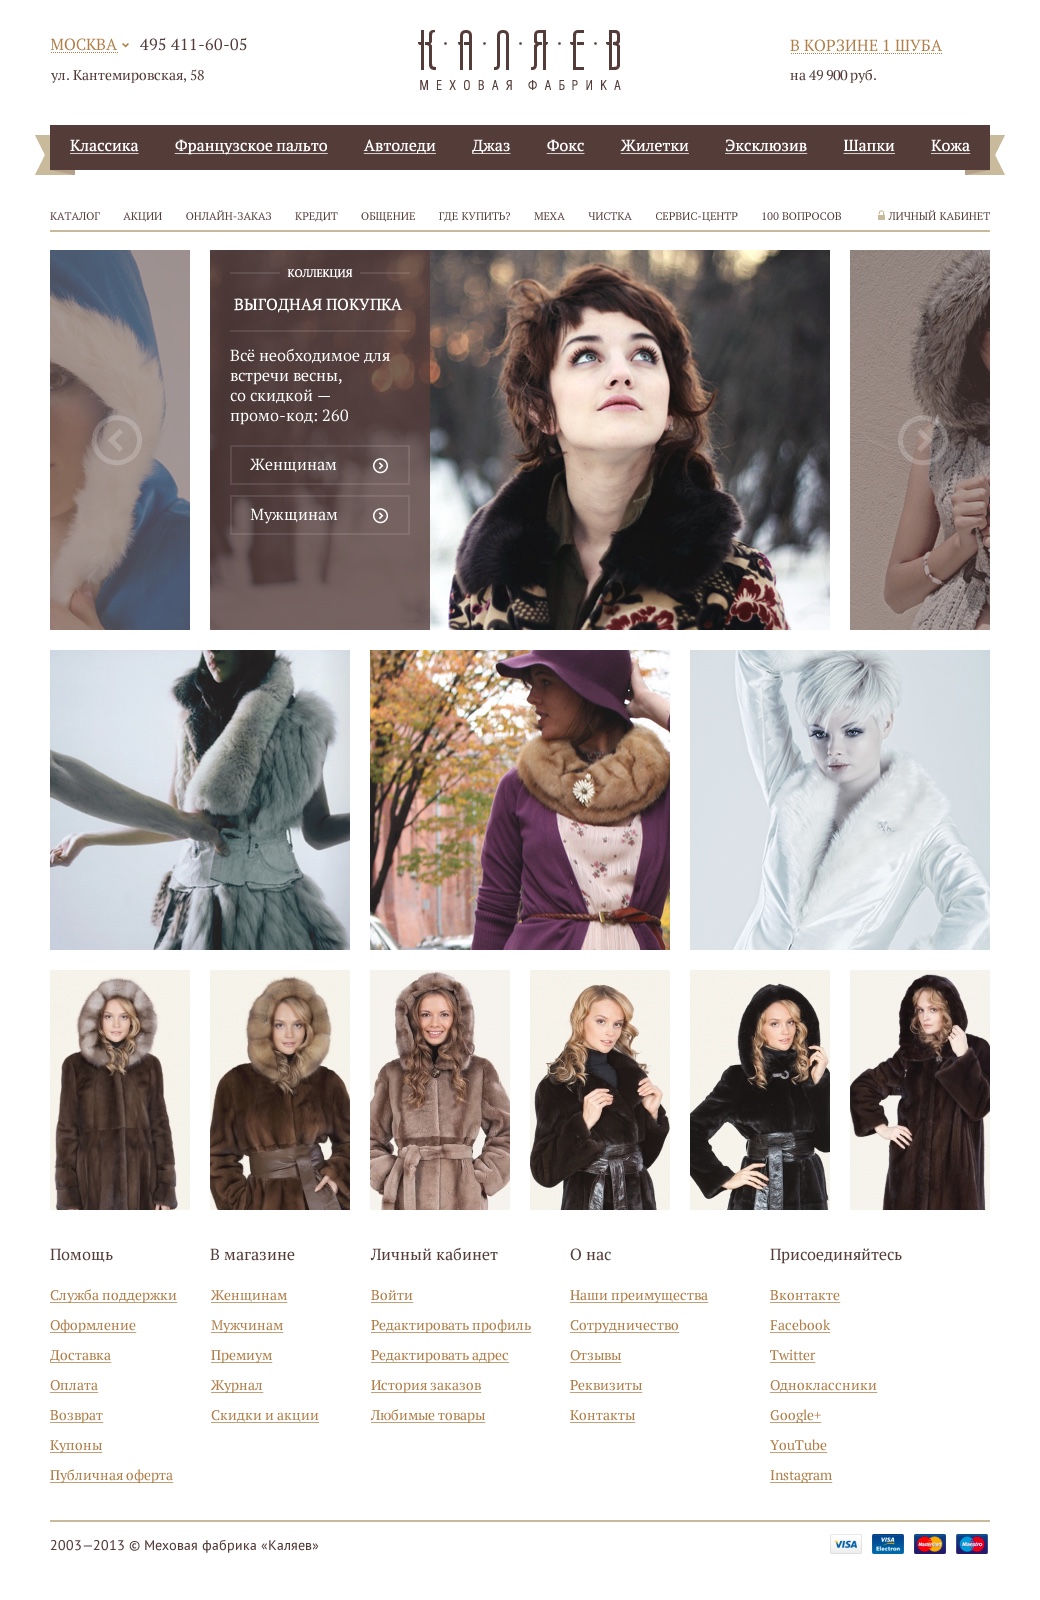 МОСКВА 495 411-60-05
ул. Кантемировская, 58
КАЛЯЕВ
МЕХОВАЯ ФАБРИКА
В КОРЗИНЕ 1 ШУБА
на 49 900 руб.
Классика Французское пальто Автоледи Джаз Фокс Жилетки Эксклюзив Шапки Кожа
КАТАЛОГ АКЦИИ ОНЛАЙН-ЗАКАЗ КРЕДИТ ОБЩЕНИЕ ГДЕ КУПИТЬ? МЕХА ЧИСТКА СЕРВИС-ЦЕНТР 100 ВОПРОСОВ ЛИЧНЫЙ КАБИНЕТ
КОЛЛЕКЦИЯ
ВЫГОДНАЯ ПОКУПКА
Всё необходимое для
встречи весны,
со скидкой —
промо-код: 260
Женщинам
Мужщинам
Помощь
Служба поддержки
Оформление
Доставка
Оплата
Возврат
Купоны
Публичная оферта
В магазине
Женщинам
Мужчинам
Премиум
Журнал
Скидки и акции
Личный кабинет
Войти
Редактировать профиль
Редактировать адрес
История заказов
Любимые товары
О нас
Наши преимущества
Сотрудничество
Отзывы
Реквизиты
Контакты
Присоединяйтесь
Вконтакте
Facebook
Twitter
Одноклассники
Google+
YouTube
Instagram
2003—2013 © Меховая фабрика «Каляев»
VISA
VISA
Electron
MasterCard
Maestro